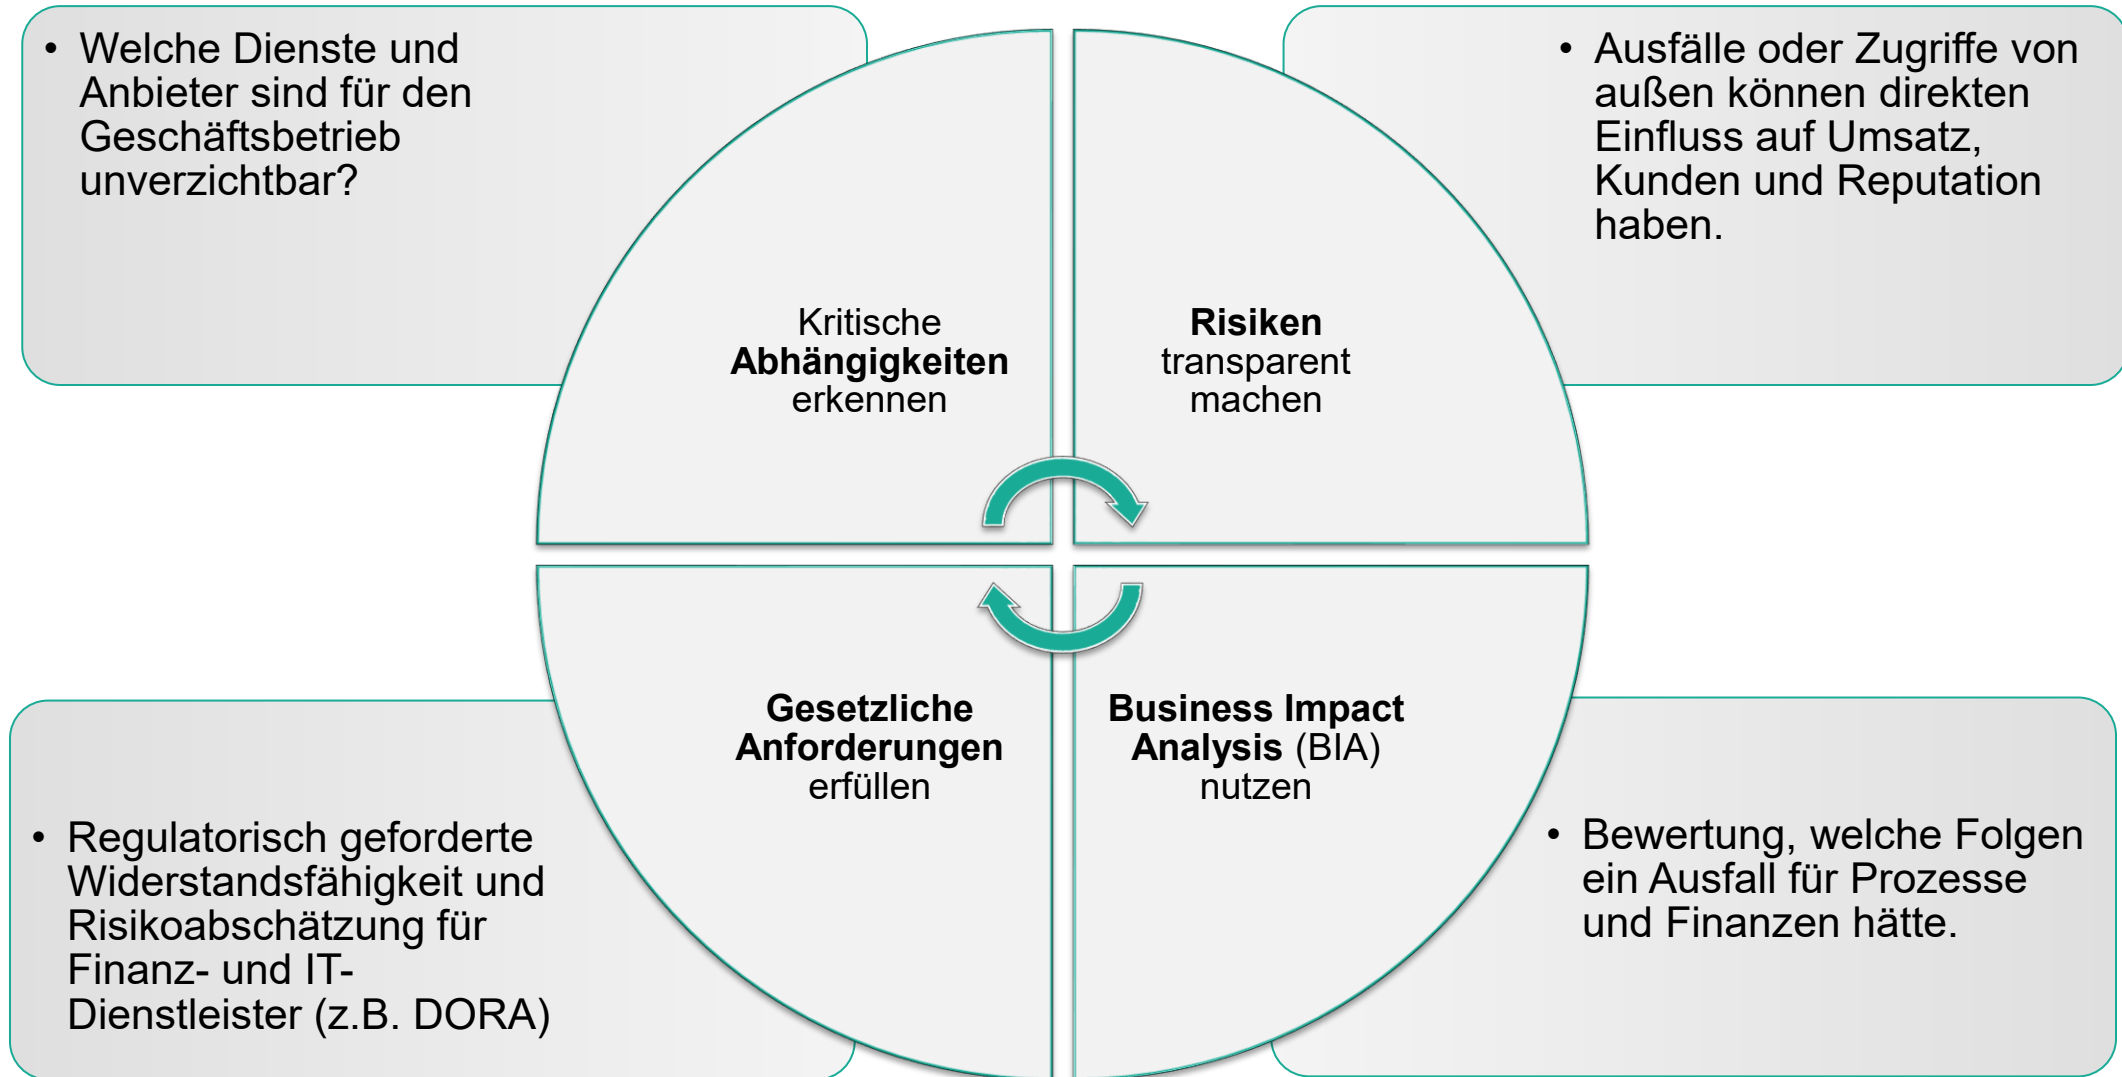 • Welche Dienste und
Anbieter sind für den
Geschäftsbetrieb
unverzichtbar?
• Ausfälle oder Zugriffe von
außen können direkten
Einfluss auf Umsatz,
Kunden und Reputation
haben.
Kritische
Abhängigkeiten
erkennen
Risiken
transparent
machen
Gesetzliche
Anforderungen
erfüllen
Business Impact
Analysis (BIA)
nutzen
• Regulatorisch geforderte
Widerstandsfähigkeit und
Risikoabschätzung für
Finanz- und IT-
Dienstleister (z.B. DORA)
• Bewertung, welche Folgen
ein Ausfall für Prozesse
und Finanzen hätte.